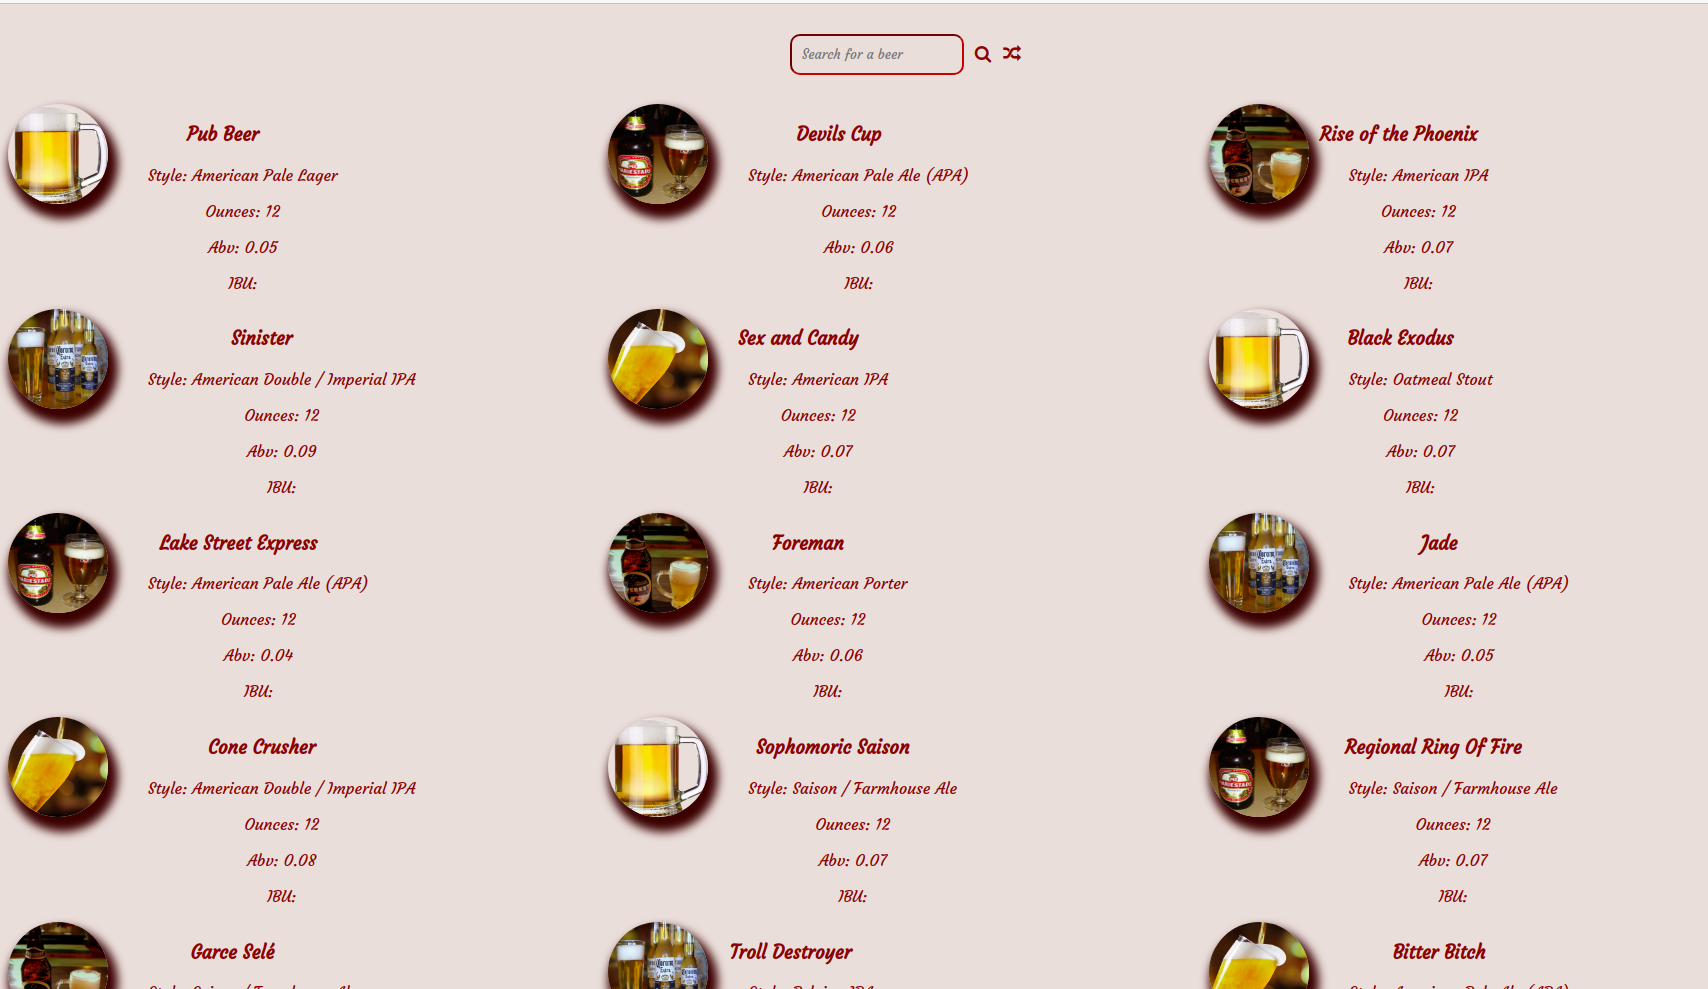 Search for a beer
Pub Beer
Style: American Pale Lager
Ounces: 12
Abv: 0.05
IBU:
Devils Cup
Style: American Pale Ale (APA)
Ounces: 12
Abv: 0.06
IBU:
Rise of the Phoenix
Style: American IPA
Ounces: 12
Abv: 0.07
IBU:
Sinister
Style: American Double / Imperial IPA
Ounces: 12
Abv: 0.09
IBU:
Sex and Candy
Style: American IPA
Ounces: 12
Abv: 0.07
IBU:
Black Exodus
Style: Oatmeal Stout
Ounces: 12
Abv: 0.07
IBU:
Lake Street Express
Style: American Pale Ale (APA)
Ounces: 12
Abv: 0.04
IBU:
Foreman
Style: American Porter
Ounces: 12
Abv: 0.06
IBU:
Jade
Style: American Pale Ale (APA)
Ounces: 12
Abv: 0.05
IBU:
Cone Crusher
Style: American Double / Imperial IPA
Ounces: 12
Abv: 0.08
IBU:
Sophomoric Saison
Style: Saison / Farmhouse Ale
Ounces: 12
Abv: 0.07
IBU:
Regional Ring Of Fire
Style: Saison / Farmhouse Ale
Ounces: 12
Abv: 0.07
IBU:
Garce Selé
Troll Destroyer
Bitter Bitch